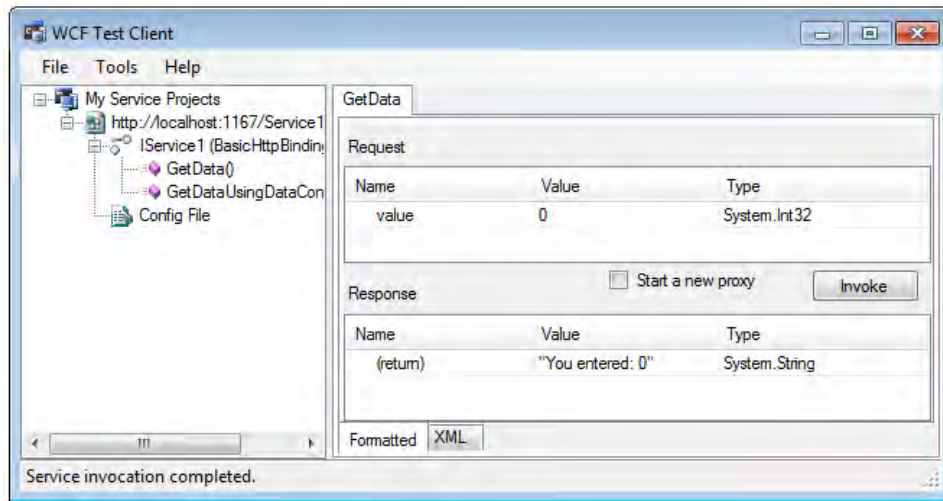 WCF Test Client
File Tools Help
My Service Projects
http://localhost:1167/Service1
IService1 (BasicHttpBinding
GetData()
GetDataUsingDataCon
Config File
GetData
Request
Name Value Type
value 0 System.Int32
Start a new proxy
Invoke
Response
Name Value Type
(return) "You entered: 0" System.String
Formatted XML
Service invocation completed.